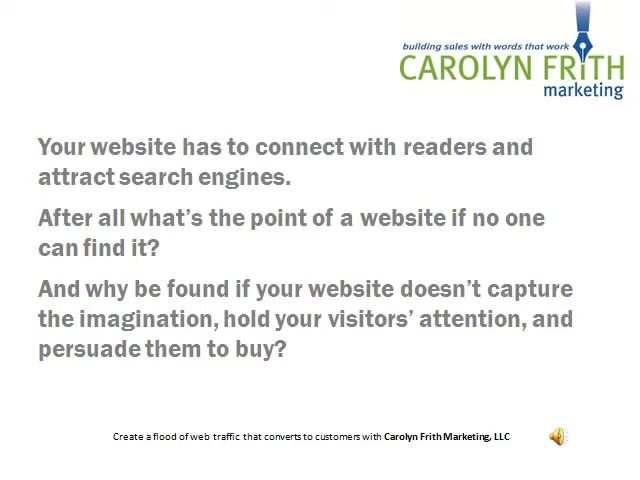 building sales with words that work
CAROLYN FRITH
marketing
Your website has to connect with readers and
attract search engines.
After all what's the point of a website if no one
can find it?
And why be found if your website doesn't capture
the imagination, hold your visitors' attention, and
persuade them to buy?
Create a flood of web traffic that converts to customers with Carolyn Frith Marketing, LLC